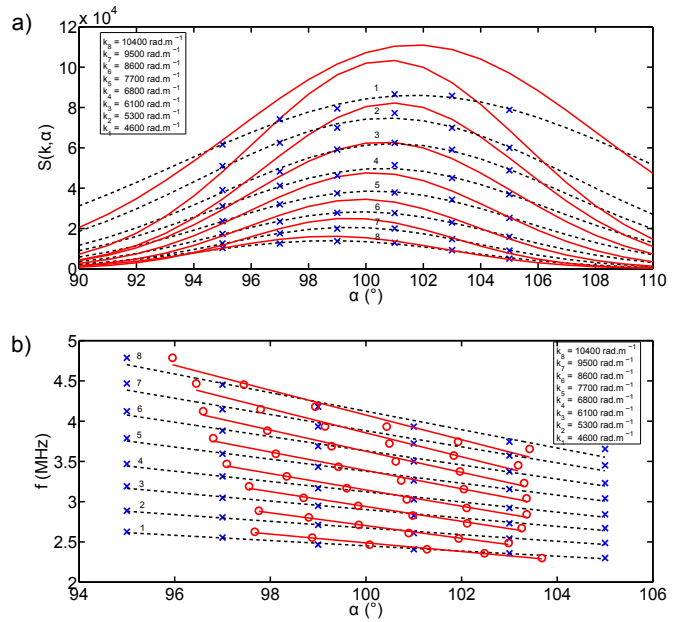 a)
x 10⁴
12
10
8
6
4
2
0
S(k,α)
k₈ = 10400 rad.m⁻¹
k₇ = 9500 rad.m⁻¹
k₆ = 8600 rad.m⁻¹
k₅ = 7700 rad.m⁻¹
k₄ = 6800 rad.m⁻¹
k₃ = 6100 rad.m⁻¹
k₂ = 5300 rad.m⁻¹
k₁ = 4600 rad.m⁻¹
1
2
3
4
5
6
7
8
90 92 94 96 98 100 102 104 106 108 110
α (°)
b)
5
4.5
4
3.5
3
2.5
2
f (MHz)
8
7
6
5
4
3
2
1
k₈ = 10400 rad.m⁻¹
k₇ = 9500 rad.m⁻¹
k₆ = 8600 rad.m⁻¹
k₅ = 7700 rad.m⁻¹
k₄ = 6800 rad.m⁻¹
k₃ = 6100 rad.m⁻¹
k₂ = 5300 rad.m⁻¹
k₁ = 4600 rad.m⁻¹
94 96 98 100 102 104 106
α (°)